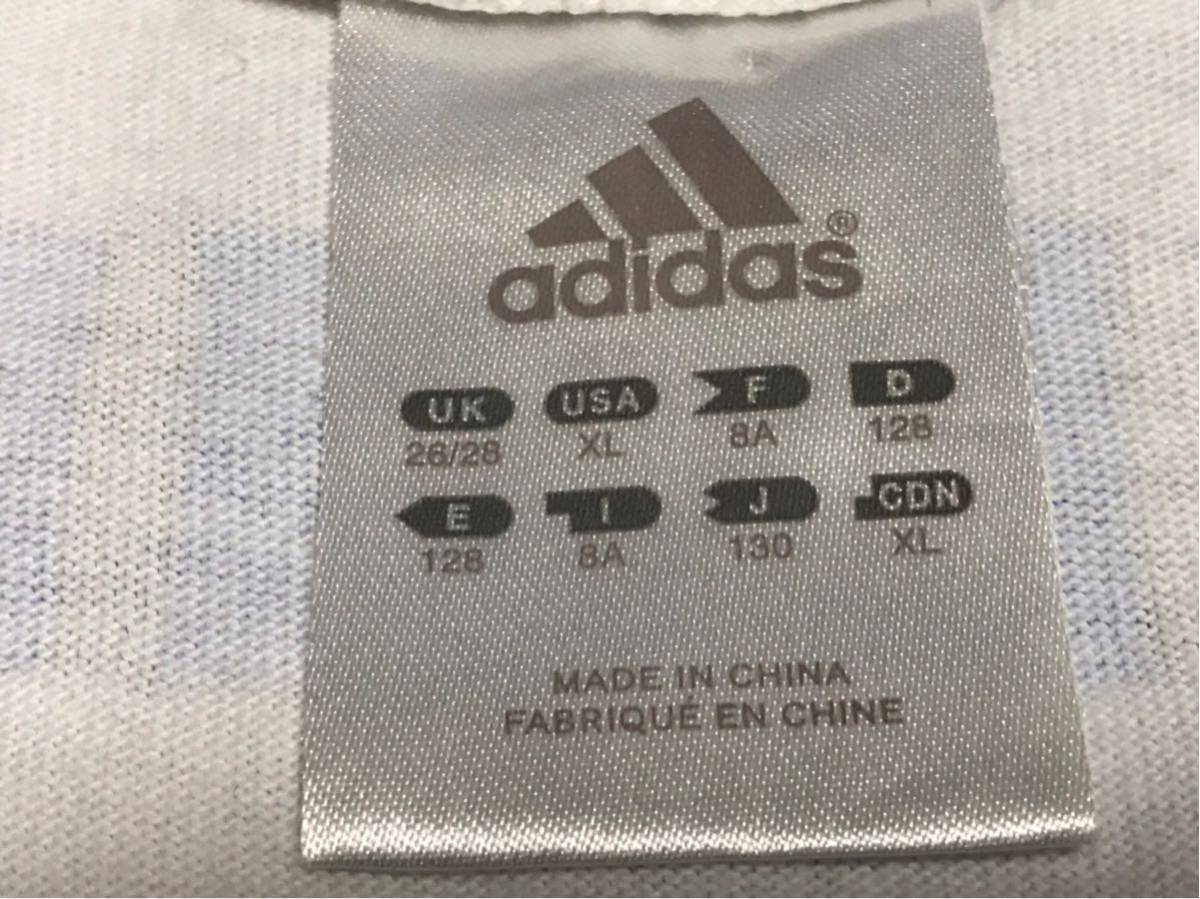 adidas®
UK USA F D
26/28 XL 8A 128
E I J CDN
128 8A 130 XL
MADE IN CHINA
FABRIQUÉ EN CHINE